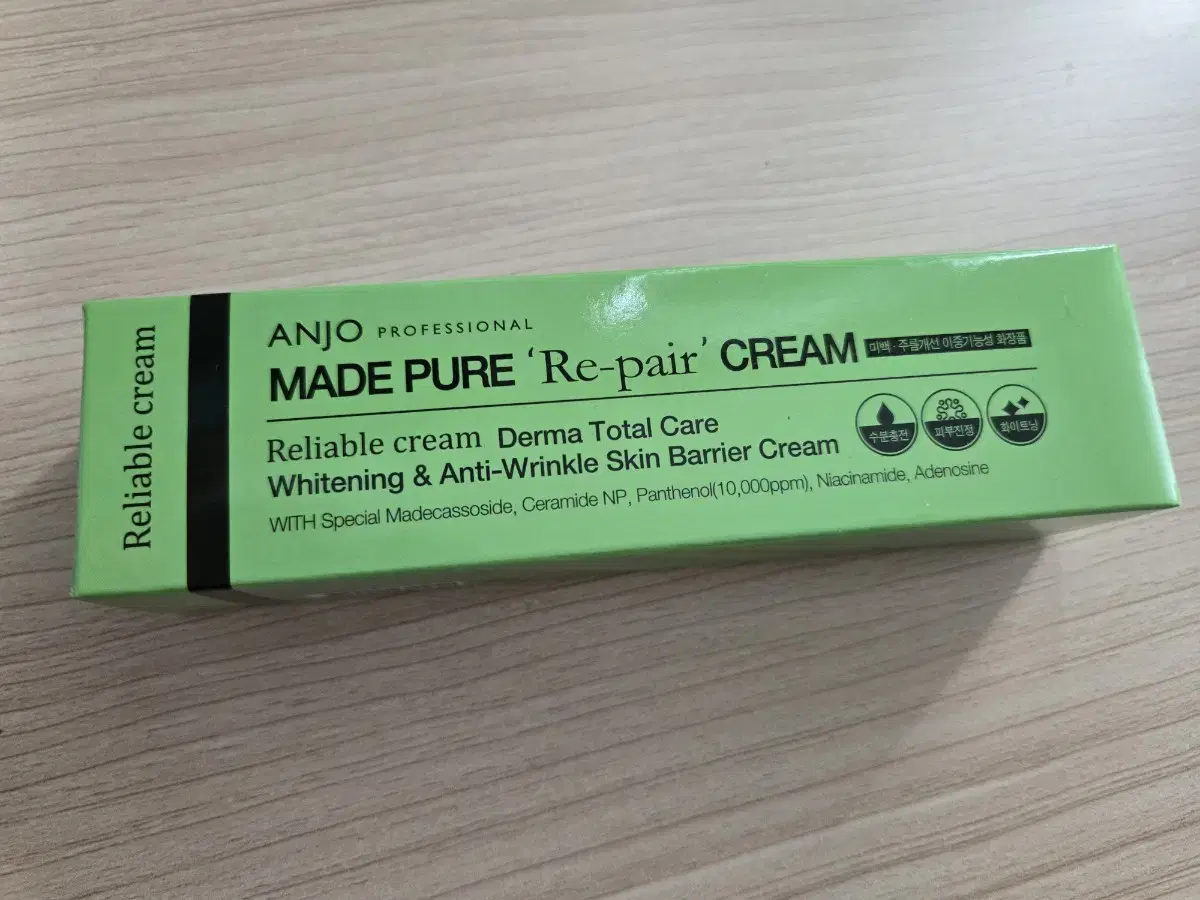 Reliable cream
ANJO PROFESSIONAL
MADE PURE 'Re-pair' CREAM 미백 · 주름개선 이중기능성 화장품
Reliable cream Derma Total Care
Whitening & Anti-Wrinkle Skin Barrier Cream
수분충전 피부진정 화이트닝
WITH Special Madecassoside, Ceramide NP, Panthenol(10,000ppm), Niacinamide, Adenosine